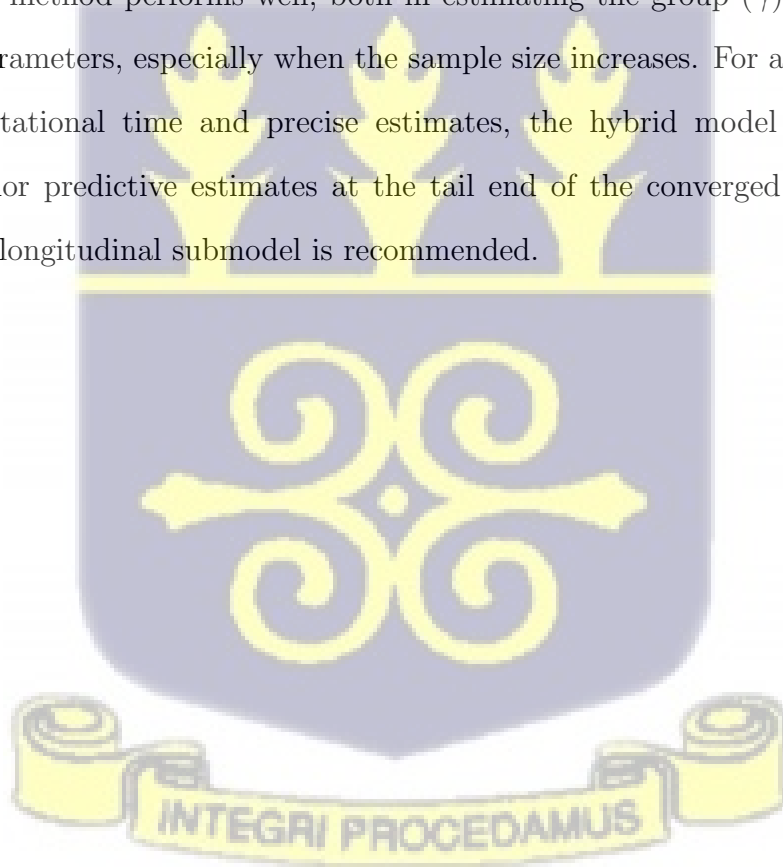 method performs well, both in estimating the group (γ)
rameters, especially when the sample size increases. For a
tational time and precise estimates, the hybrid model
or predictive estimates at the tail end of the converged
longitudinal submodel is recommended.
INTEGRI PROCEDAMUS